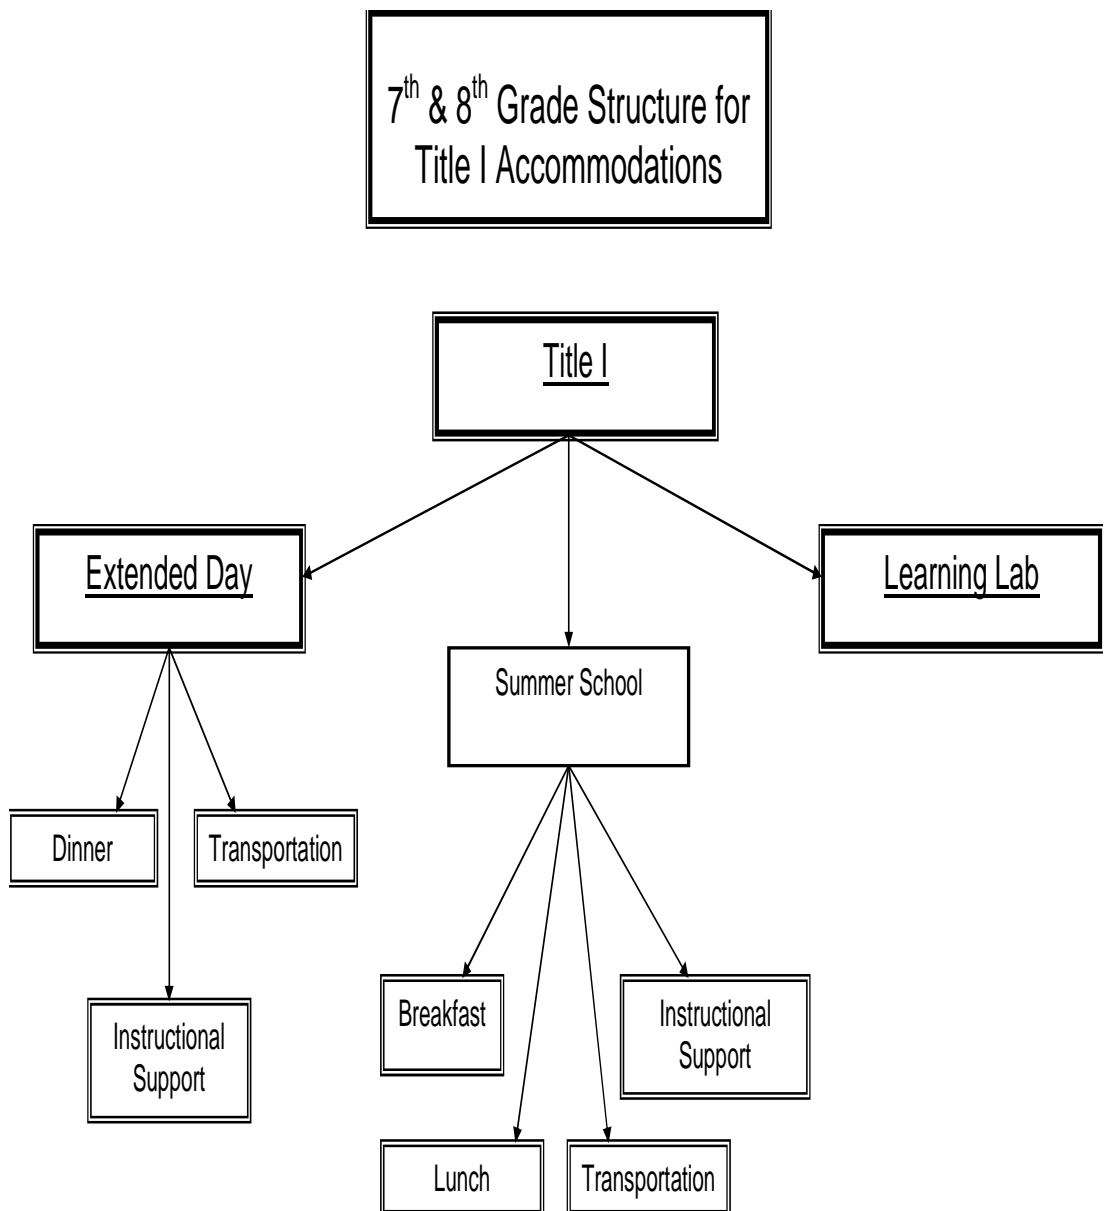 7th & 8th Grade Structure for
Title I Accommodations
Title I
Extended Day
Learning Lab
Summer School
Dinner
Transportation
Instructional
Support
Breakfast
Instructional
Support
Lunch
Transportation